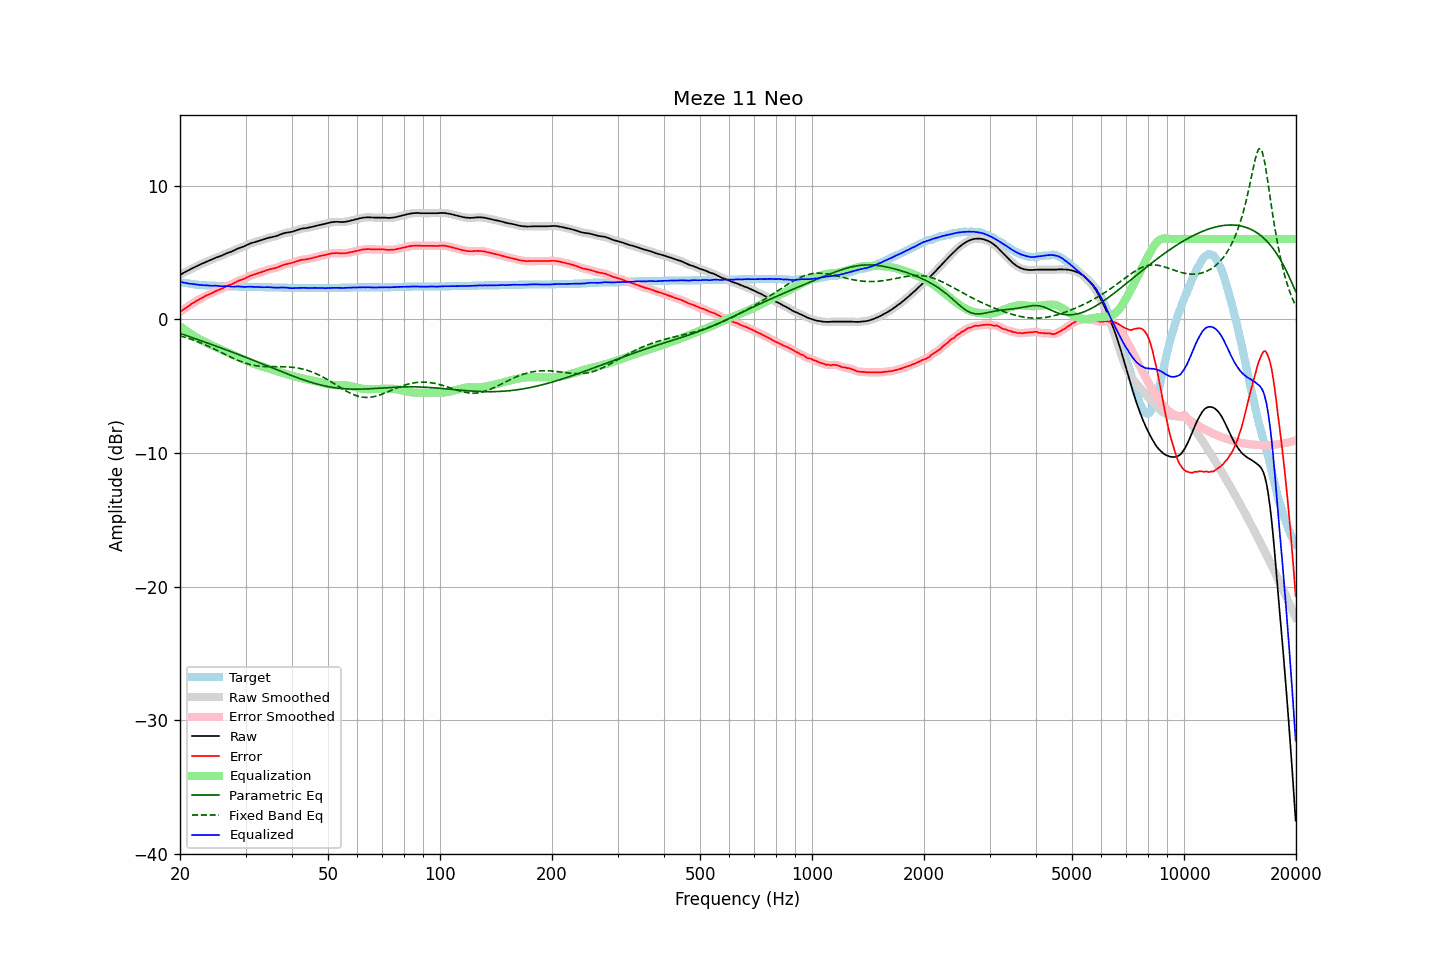 Meze 11 Neo
10
0
−10
−20
−30
−40
Amplitude (dBr)
Target
Raw Smoothed
Error Smoothed
Raw
Error
Equalization
Parametric Eq
Fixed Band Eq
Equalized
20 50 100 200 500 1000 2000 5000 10000 20000
Frequency (Hz)